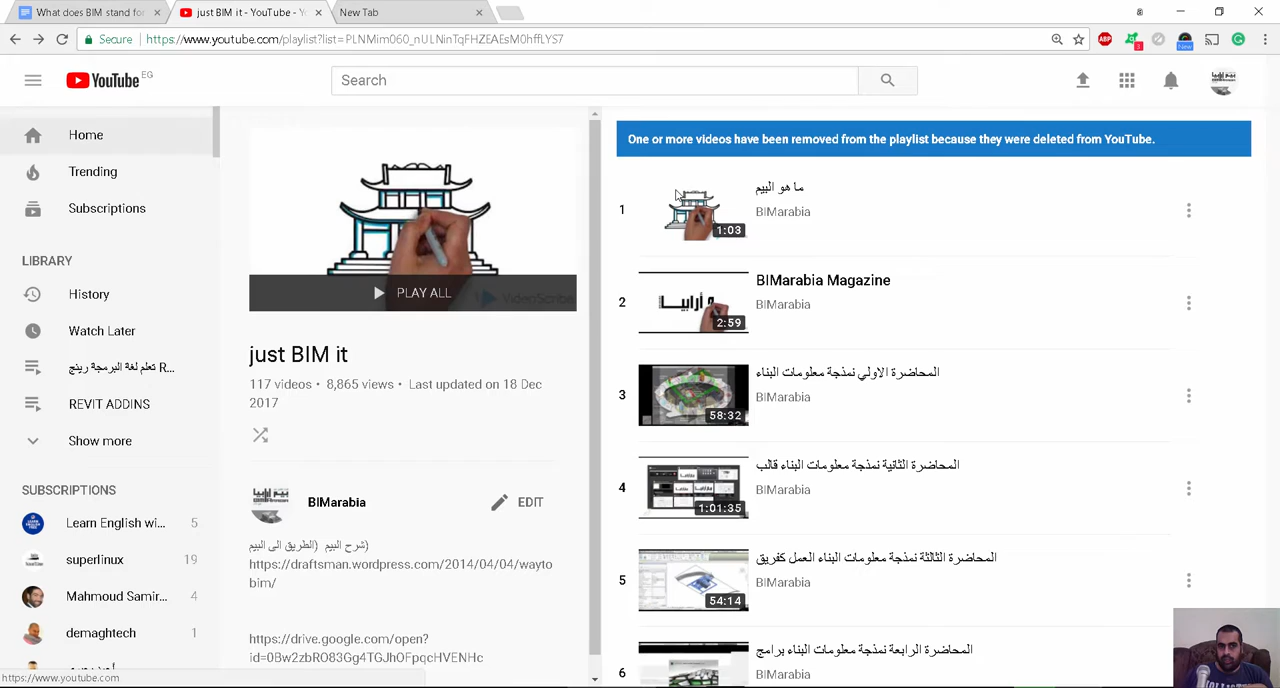 What does BIM stand for
just BIM it - YouTube - Y
New Tab
Secure
https://www.youtube.com/playlist?list=PLNMim060_nULNinTqFHZEAEsM0hffLYS7
ABP
3
New
YouTube
EG
Search
Home
Trending
Subscriptions
LIBRARY
History
Watch Later
تعلم لغة البرمجة رينج R...
REVIT ADDINS
Show more
SUBSCRIPTIONS
Learn English wi...
5
superlinux
19
Mahmoud Samir...
4
demaghtech
1
https://www.youtube.com
PLAY ALL
VideoScribe
just BIM it
117 videos • 8,865 views • Last updated on 18 Dec
2017
BIMarabia
EDIT
شرح البيم (الطريق الى البيم)
https://draftsman.wordpress.com/2014/04/04/wayto
bim/
https://drive.google.com/open?
id=0Bw2zbRO83Gg4TGJhOFpqcHVENHc
One or more videos have been removed from the playlist because they were deleted from YouTube.
1
1:03
ما هو البيم
BIMarabia
2
2:59
BIMarabia Magazine
BIMarabia
3
58:32
المحاضرة الاولي نمذجة معلومات البناء
BIMarabia
4
1:01:35
المحاضرة الثانية نمذجة معلومات البناء قالب
BIMarabia
5
54:14
المحاضرة الثالثة نمذجة معلومات البناء العمل كفريق
BIMarabia
6
المحاضرة الرابعة نمذجة معلومات البناء برامج
BIMarabia